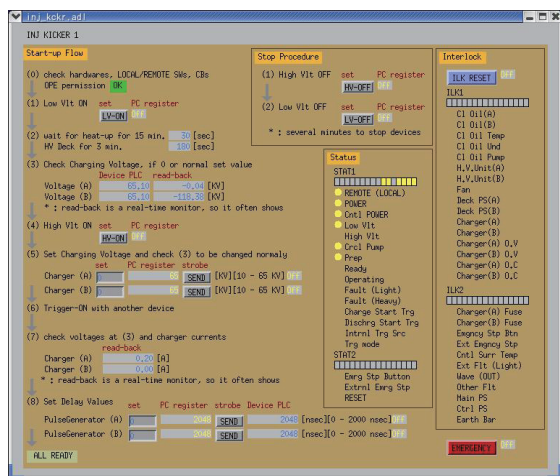 inj_kckr.adl
INJ KICKER 1
Start-up Flow
(0) check hardwares, LOCAL/REMOTE SWs, CBs
OPE permission OK
(1) Low Vlt ON set PC register
LV-ON Off
(2) wait for heat-up for 15 min. 30 [sec]
HV Deck for 3 min. 180 [sec]
(3) Check Charging Voltage, if 0 or normal set value
Device PLC read-back
Voltage (A) 65.10 -0.04 [KV]
Voltage (B) 65.10 -118.38 [KV]
* ; read-back is a real-time monitor, so it often shows
(4) High Vlt ON set PC register
HV-ON Off
(5) Set Charging Voltage and check (3) to be changed normaly
set PC register strobe
Charger (A) 0 65 SEND [KV][10 - 65 KV] Off
Charger (B) 0 65 SEND [KV][10 - 65 KV] Off
(6) Trigger-ON with another device
(7) check voltages at (3) and charger currents
read-back
Charger (A) 0.20 [A]
Charger (B) 0.00 [A]
* ; read-back is a real-time monitor, so it often shows
(8) Set Delay Values set PC register strobe Device PLC
PulseGenerator (A) 0 2048 SEND 2048 [nsec][0 - 2000 nsec] Off
PulseGenerator (B) 0 2048 SEND 2048 [nsec][0 - 2000 nsec] Off
ALL READY
Stop Procedure
(1) High Vlt OFF set PC register
HV-OFF Off
(2) Low Vlt OFF set PC register
LV-OFF Off
* ; several minutes to stop devices
Status
STAT1
REMOTE (LOCAL)
POWER
Cntl POWER
Low Vlt
High Vlt
Crcl Pump
Prep
Ready
Operating
Fault (Light)
Fault (Heavy)
Charge Start Trg
Dischrg Start Trg
Intrnl Trg Src
Trg mode
STAT2
Emrg Stp Button
Extrnl Emrg Stp
RESET
Interlock
ILK RESET Off
ILK1
Cl Oil(A)
Cl Oil(B)
Cl Oil Temp
Cl Oil Und
Cl Oil Pump
H.V.Unit(A)
H.V.Unit(B)
Fan
Deck PS(A)
Deck PS(B)
Charger(A)
Charger(B)
Charger(A) O.V
Charger(B) O.V
Charger(A) O.C
Charger(B) O.C
ILK2
Charger(A) Fuse
Charger(B) Fuse
Emgncy Stp Btn
Ext Emgncy Stp
Cntl Surr Temp
Ext Flt (Light)
Wave (OUT)
Other Flt
Main PS
Ctrl PS
Earth Bar
EMERGENCY Off